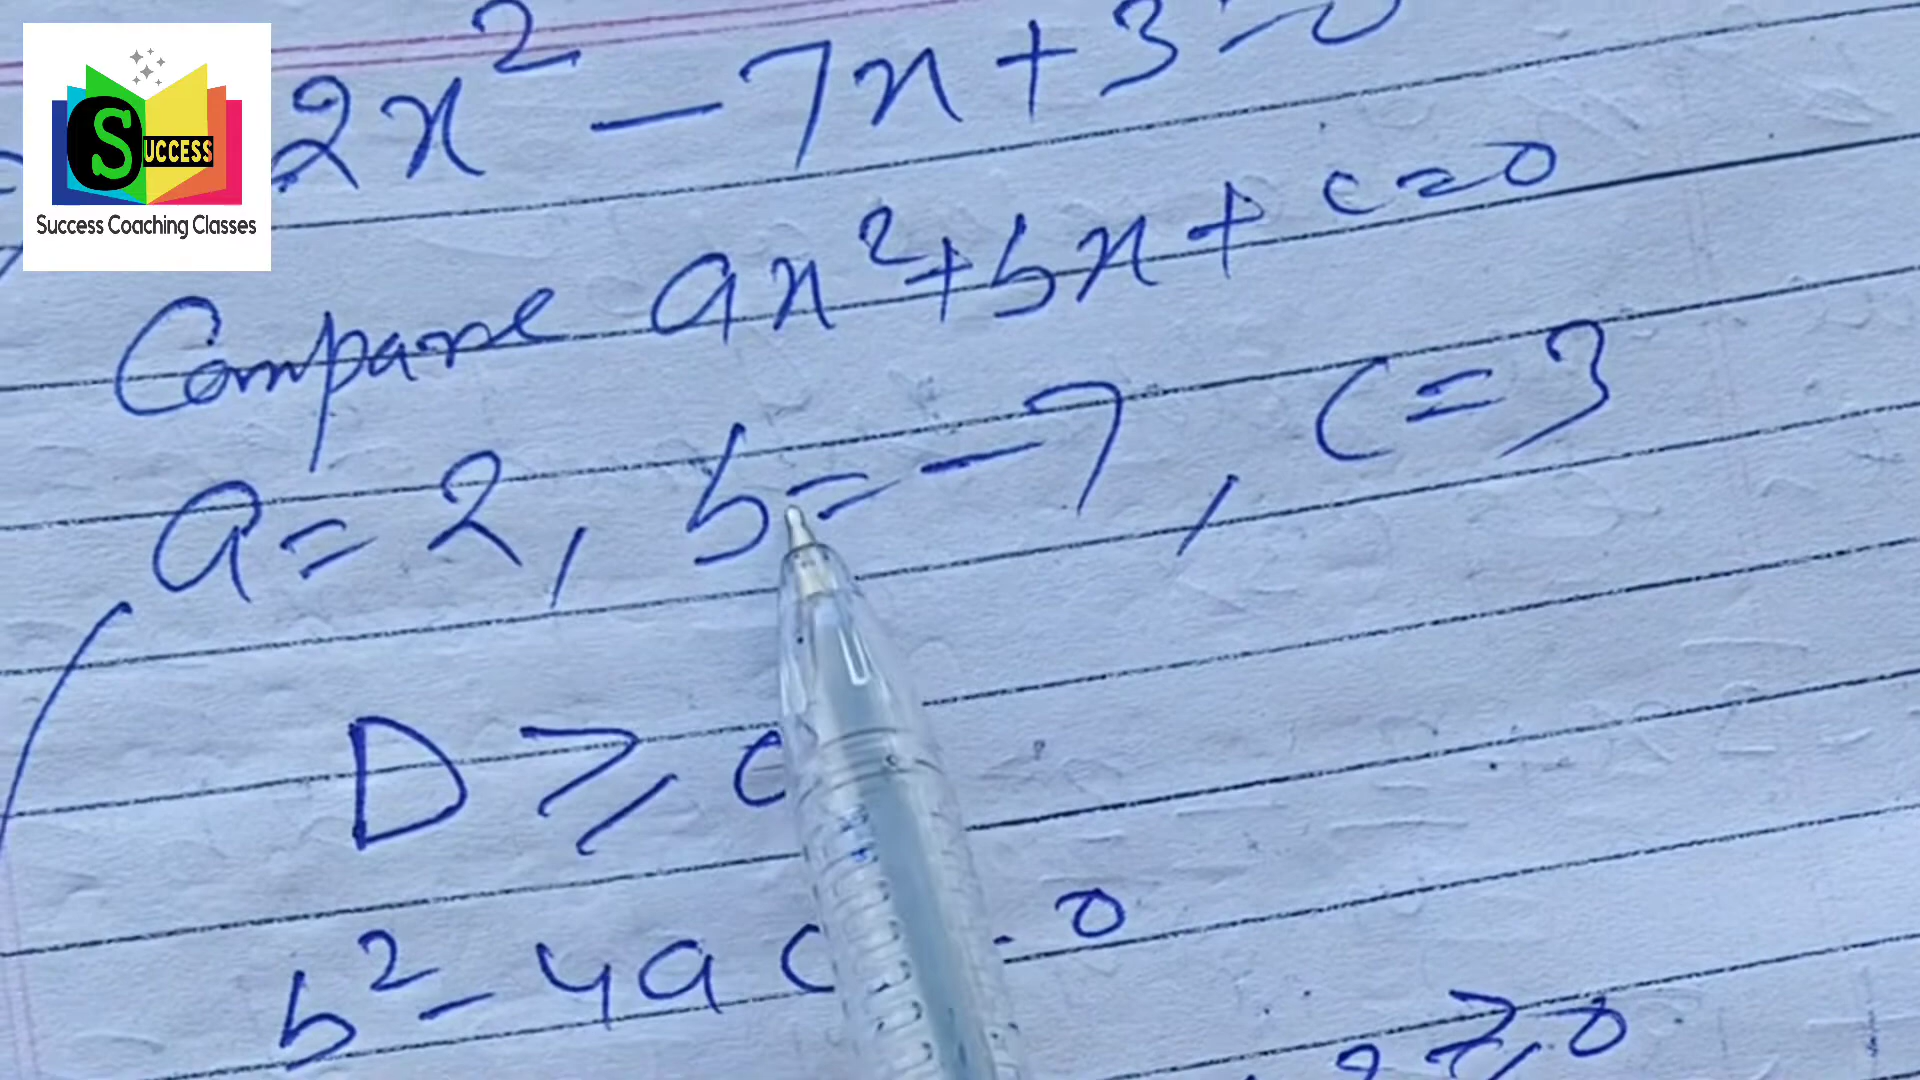 SUCCESS
Success Coaching Classes
2x² - 7x + 3 = 0
Compare ax² + bx + c = 0
a = 2, b = -7, c = 3
D ≥ 0
b² - 4ac 0
≥ 0